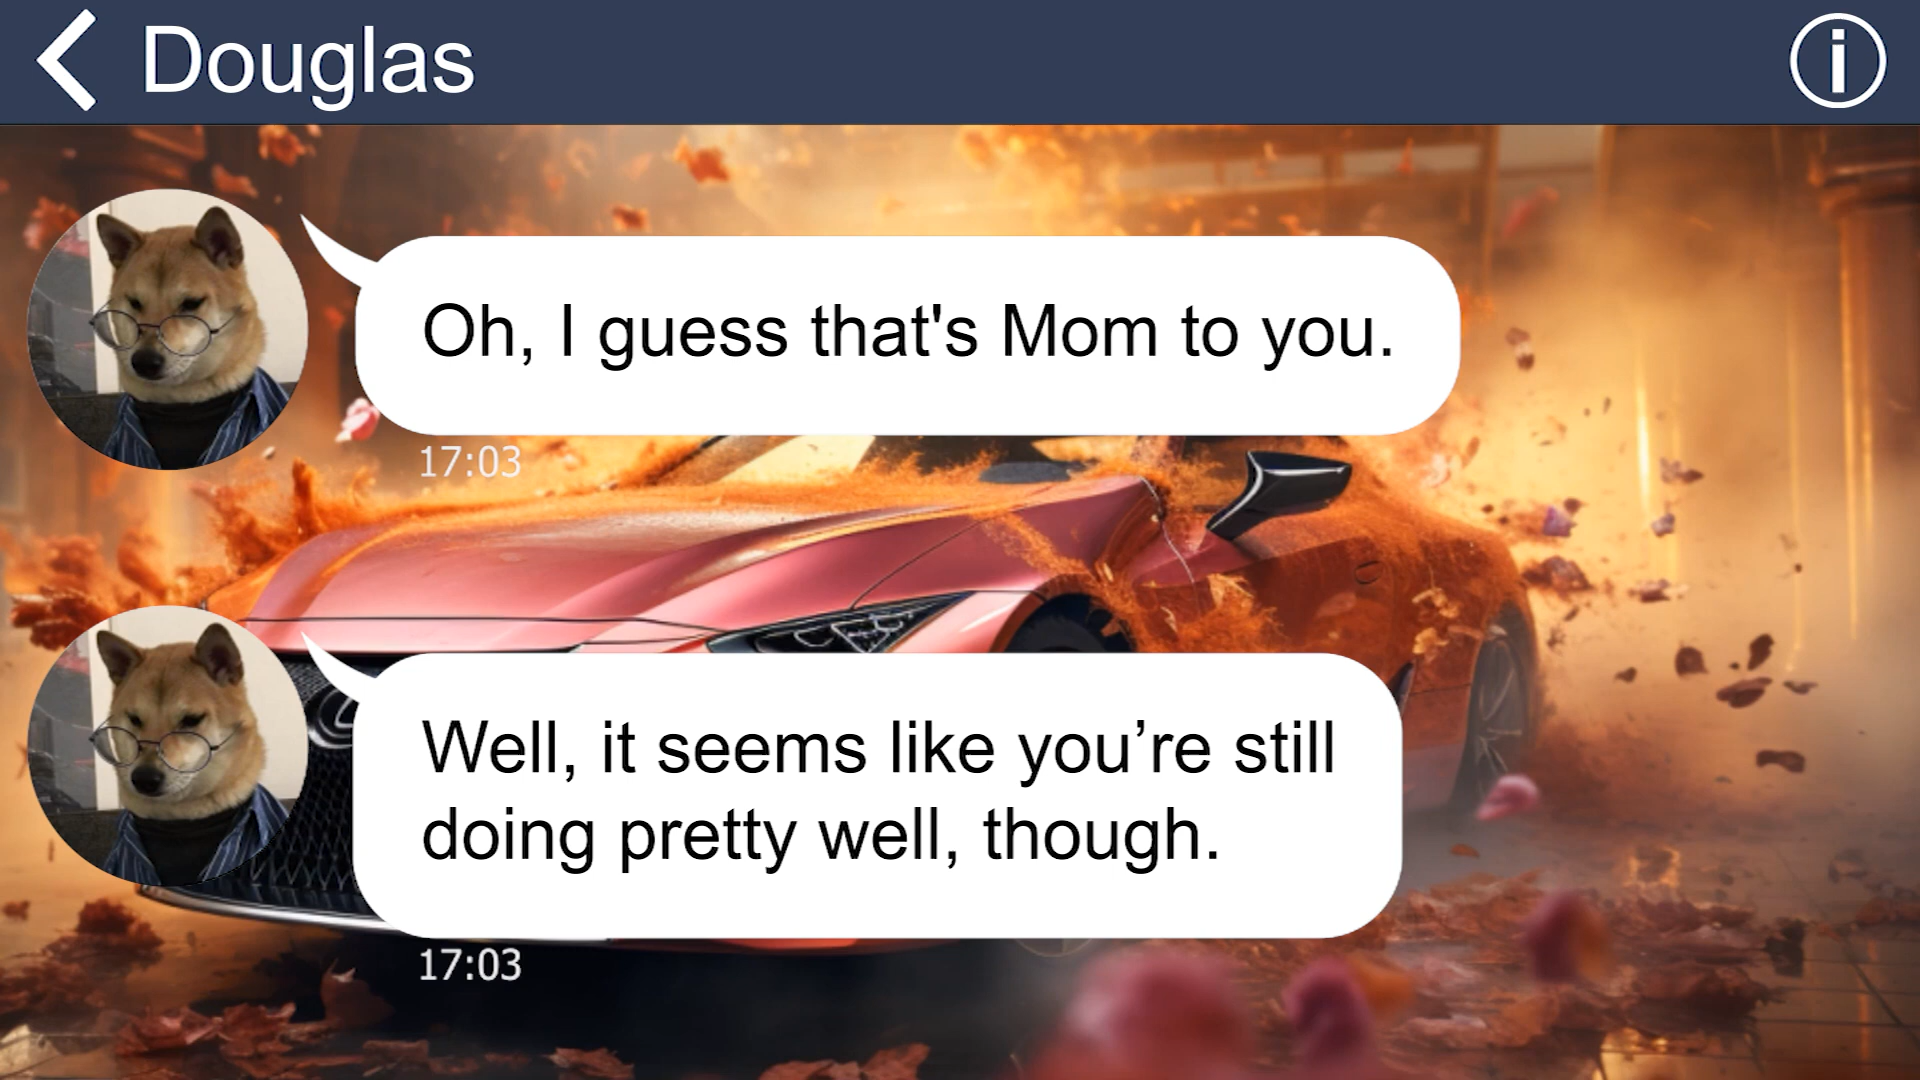 Douglas
Oh, I guess that's Mom to you.
17:03
Well, it seems like you’re still
doing pretty well, though.
17:03